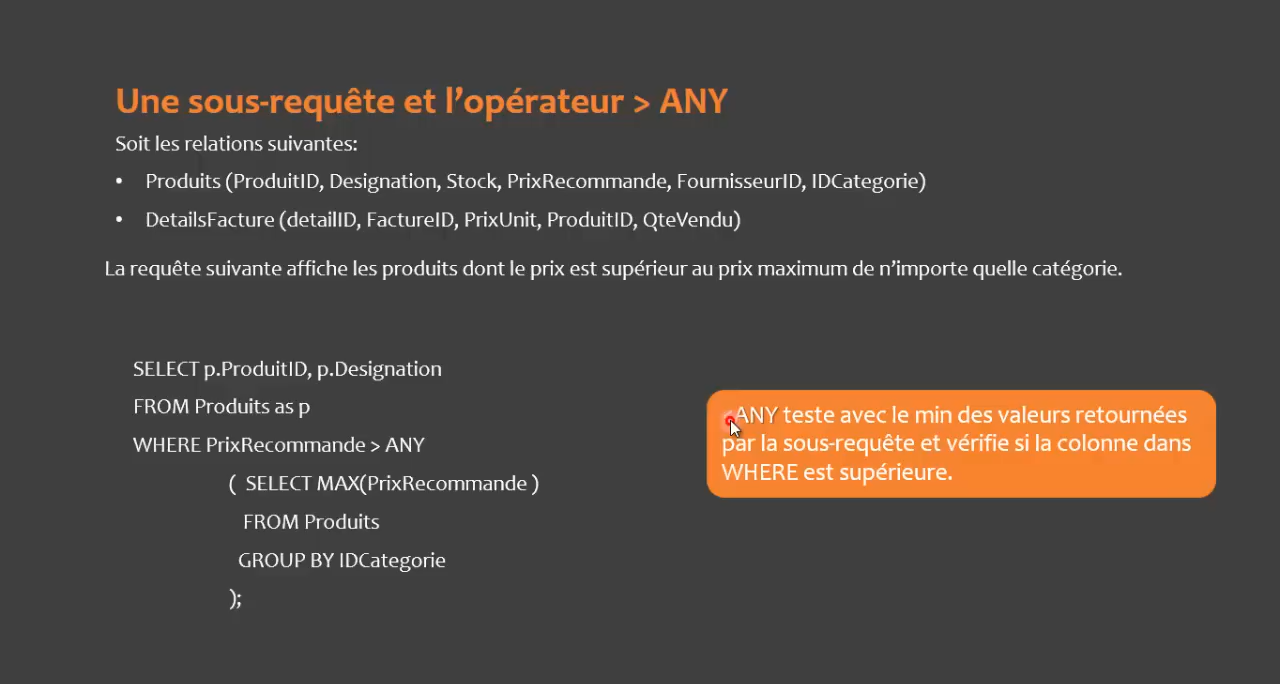 Une sous-requête et l'opérateur > ANY
Soit les relations suivantes:
• Produits (ProduitID, Designation, Stock, PrixRecommande, FournisseurID, IDCategorie)
• DetailsFacture (detailID, FactureID, PrixUnit, ProduitID, QteVendu)
La requête suivante affiche les produits dont le prix est supérieur au prix maximum de n'importe quelle catégorie.
SELECT p.ProduitID, p.Designation
FROM Produits as p
WHERE PrixRecommande > ANY
( SELECT MAX(PrixRecommande )
FROM Produits
GROUP BY IDCategorie
);
ANY teste avec le min des valeurs retournées
par la sous-requête et vérifie si la colonne dans
WHERE est supérieure.